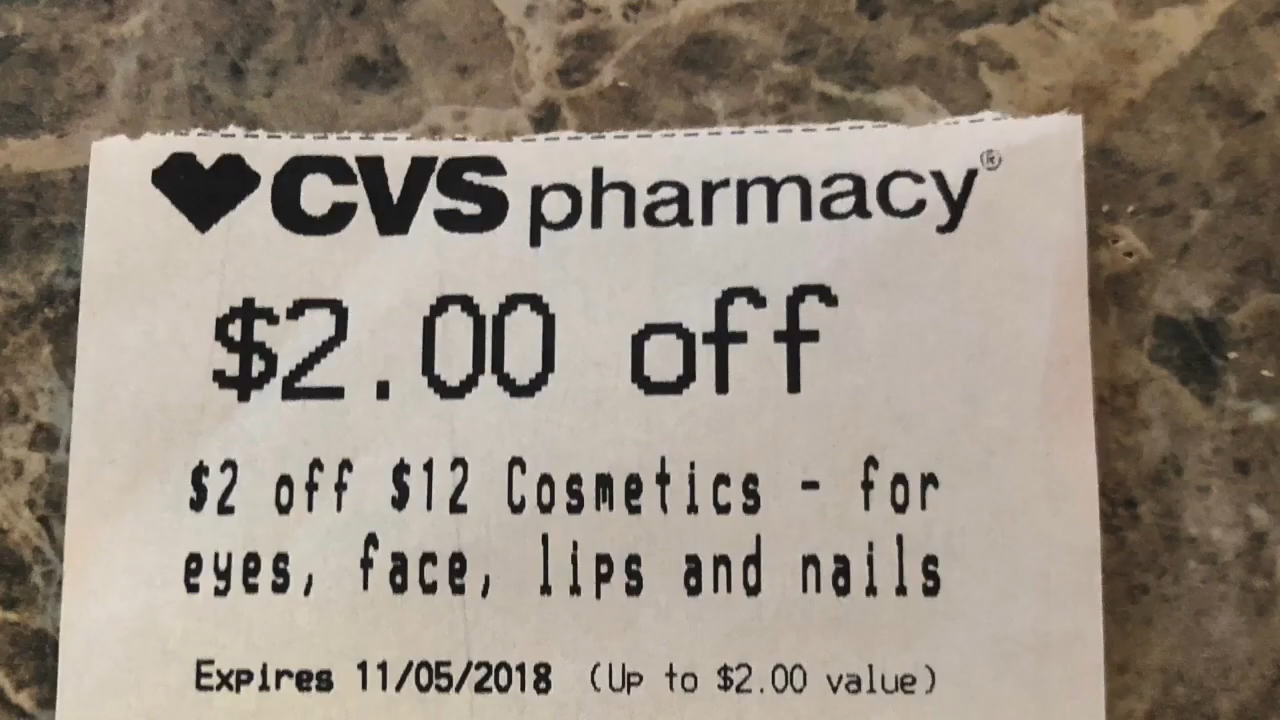 CVS pharmacy®
$2.00 off
$2 off $12 Cosmetics - for
eyes, face, lips and nails
Expires 11/05/2018 (Up to $2.00 value)